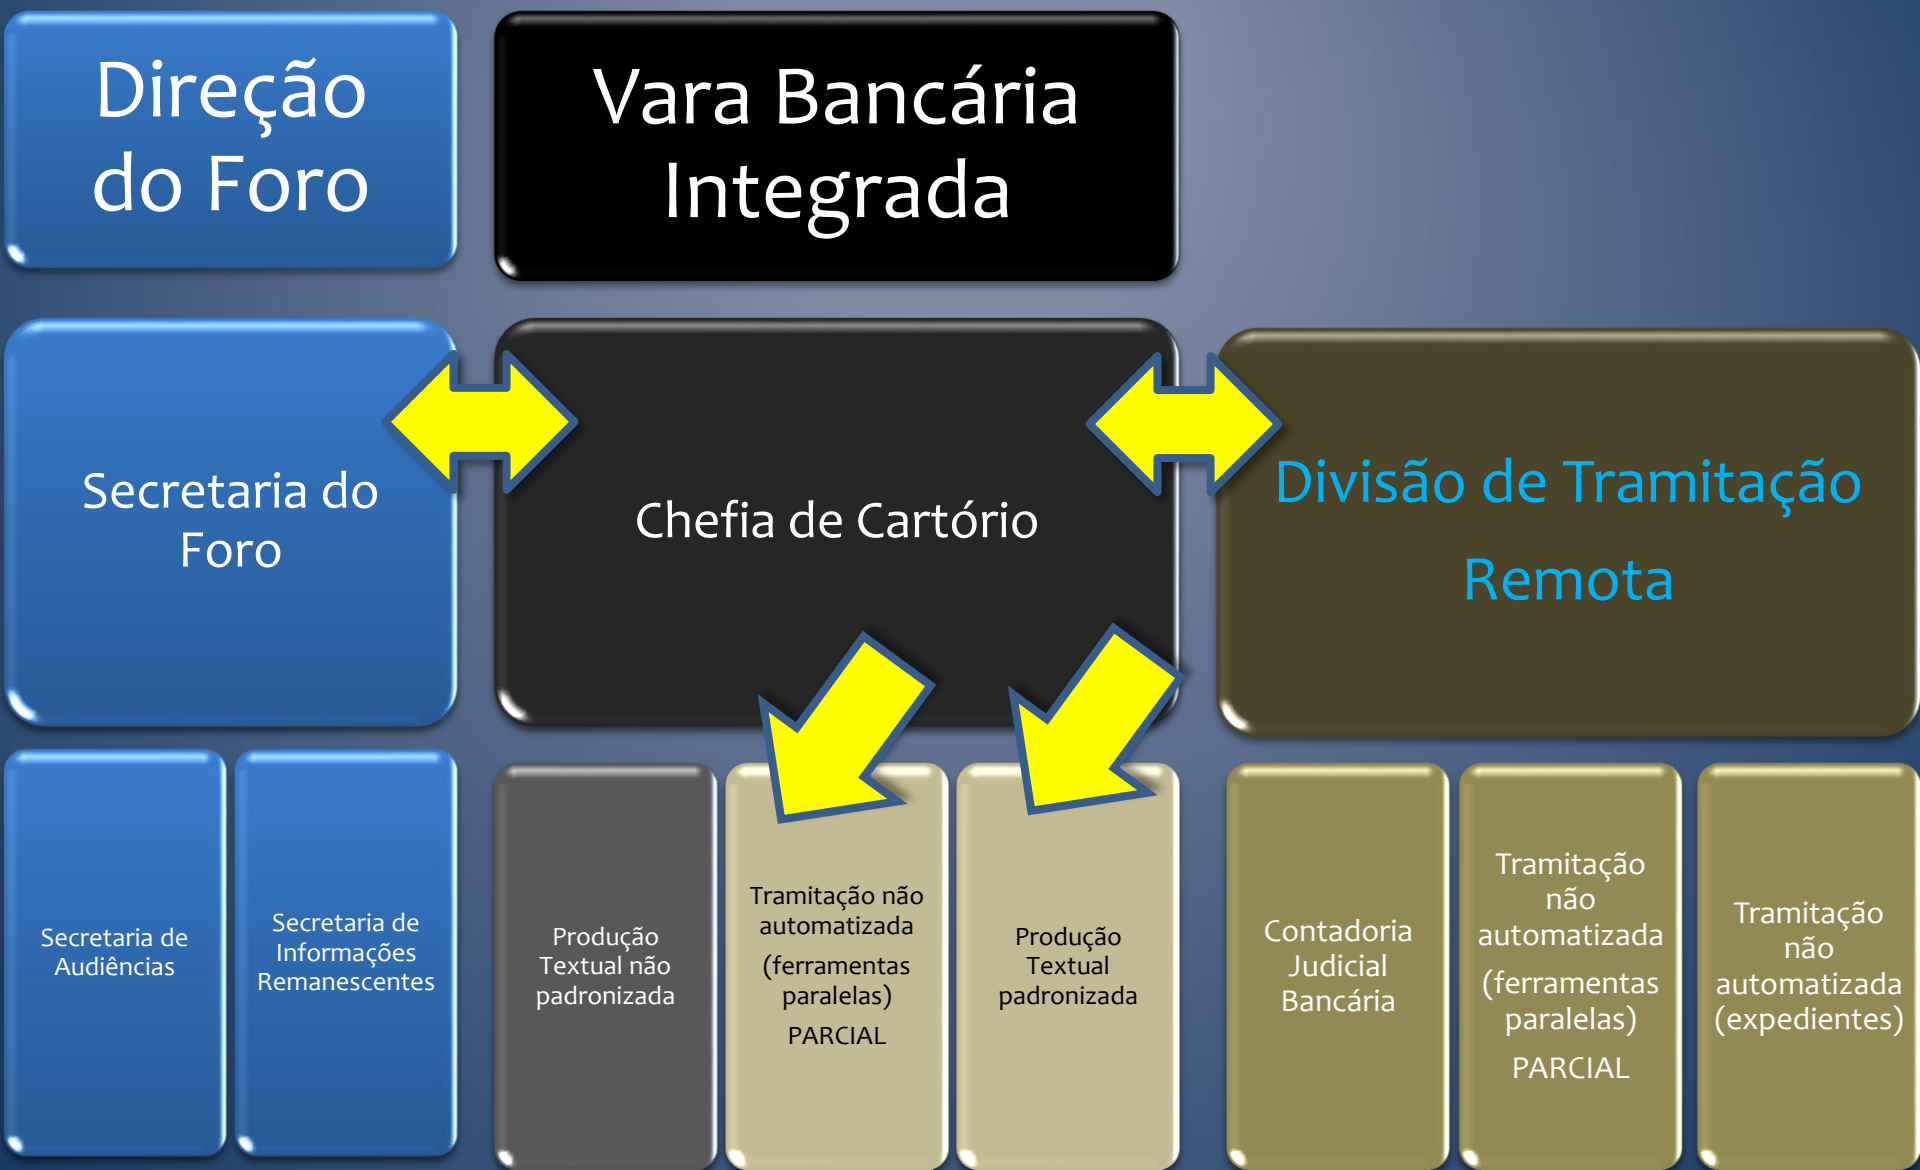 Direção
do Foro
Vara Bancária
Integrada
Secretaria do
Foro
Chefia de Cartório
Divisão de Tramitação
Remota
Secretaria de
Audiências
Secretaria de
Informações
Remanescentes
Produção
Textual não
padronizada
Tramitação não
automatizada
(ferramentas
paralelas)
PARCIAL
Produção
Textual
padronizada
Contadoria
Judicial
Bancária
Tramitação
não
automatizada
(ferramentas
paralelas)
PARCIAL
Tramitação
não
automatizada
(expedientes)